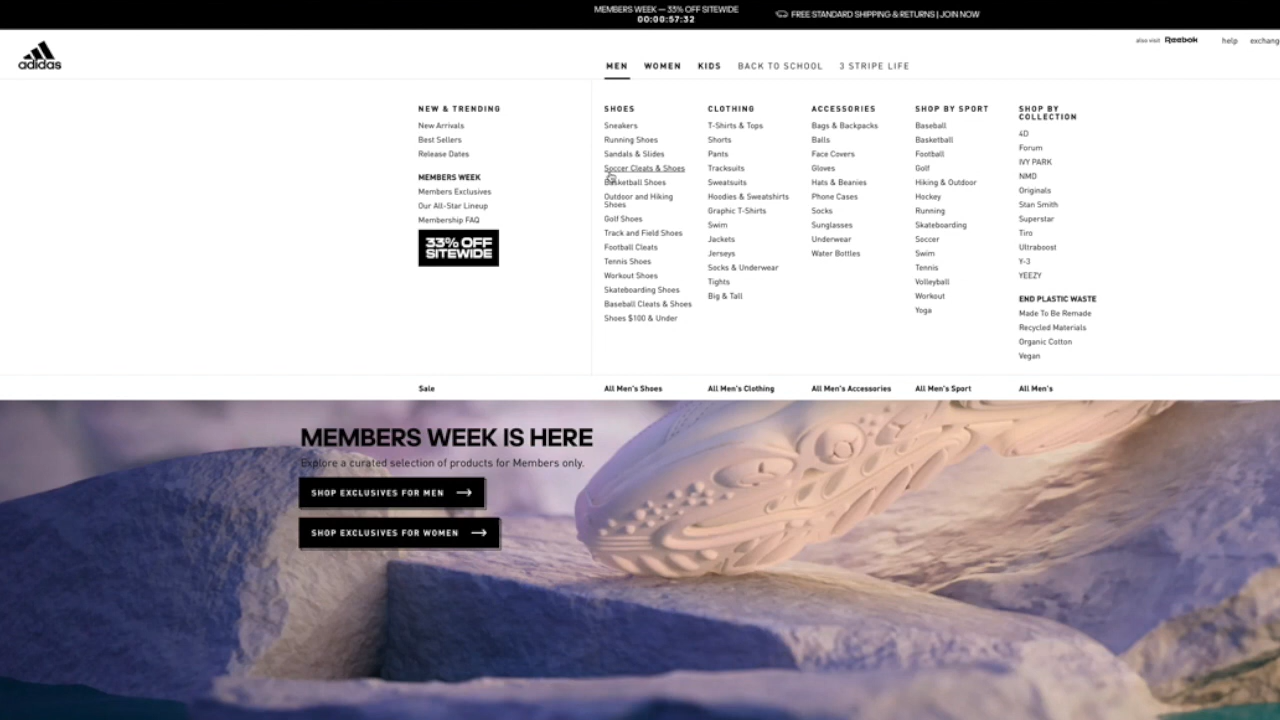 MEMBERS WEEK — 33% OFF SITEWIDE
00:00:57:32
FREE STANDARD SHIPPING & RETURNS | JOIN NOW
adidas
also visit Reebok
help
exchang
MEN
WOMEN
KIDS
BACK TO SCHOOL
3 STRIPE LIFE
NEW & TRENDING
New Arrivals
Best Sellers
Release Dates
MEMBERS WEEK
Members Exclusives
Our All-Star Lineup
Membership FAQ
33% OFF
SITEWIDE
Sale
SHOES
Sneakers
Running Shoes
Sandals & Slides
Soccer Cleats & Shoes
Basketball Shoes
Outdoor and Hiking
Shoes
Golf Shoes
Track and Field Shoes
Football Cleats
Tennis Shoes
Workout Shoes
Skateboarding Shoes
Baseball Cleats & Shoes
Shoes $100 & Under
All Men's Shoes
CLOTHING
T-Shirts & Tops
Shorts
Pants
Tracksuits
Sweatsuits
Hoodies & Sweatshirts
Graphic T-Shirts
Swim
Jackets
Jerseys
Socks & Underwear
Tights
Big & Tall
All Men's Clothing
ACCESSORIES
Bags & Backpacks
Balls
Face Covers
Gloves
Hats & Beanies
Phone Cases
Socks
Sunglasses
Underwear
Water Bottles
All Men's Accessories
SHOP BY SPORT
Baseball
Basketball
Football
Golf
Hiking & Outdoor
Hockey
Running
Skateboarding
Soccer
Swim
Tennis
Volleyball
Workout
Yoga
All Men's Sport
SHOP BY
COLLECTION
4D
Forum
IVY PARK
NMD
Originals
Stan Smith
Superstar
Tiro
Ultraboost
Y-3
YEEZY
END PLASTIC WASTE
Made To Be Remade
Recycled Materials
Organic Cotton
Vegan
All Men's
MEMBERS WEEK IS HERE
Explore a curated selection of products for Members only.
SHOP EXCLUSIVES FOR MEN
SHOP EXCLUSIVES FOR WOMEN